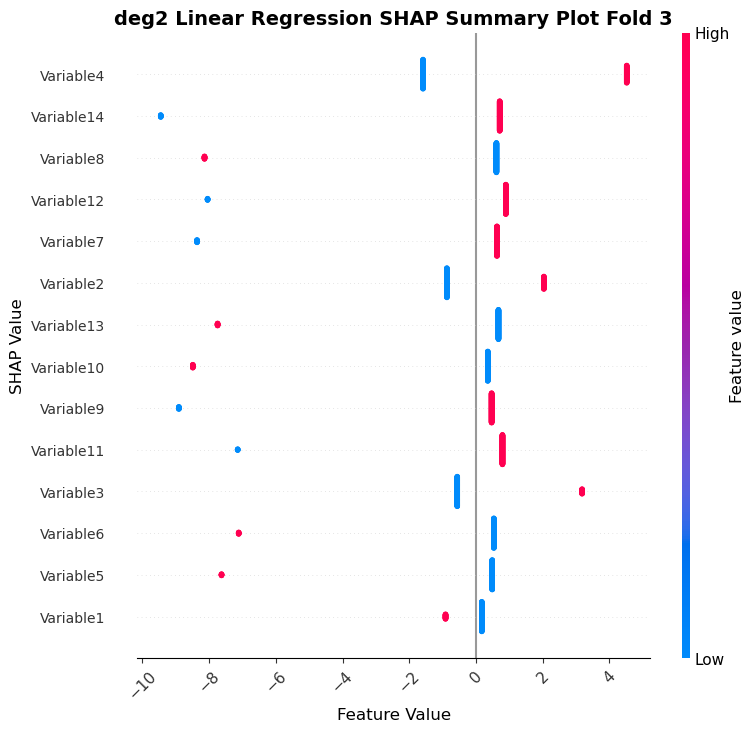 deg2 Linear Regression SHAP Summary Plot Fold 3
High
Variable4
Variable14
Variable8
Variable12
Variable7
Variable2
Variable13
Variable10
Variable9
Variable11
Variable3
Variable6
Variable5
Variable1
SHAP Value
Feature value
Low
−10
−8
−6
−4
−2
0
2
4
Feature Value